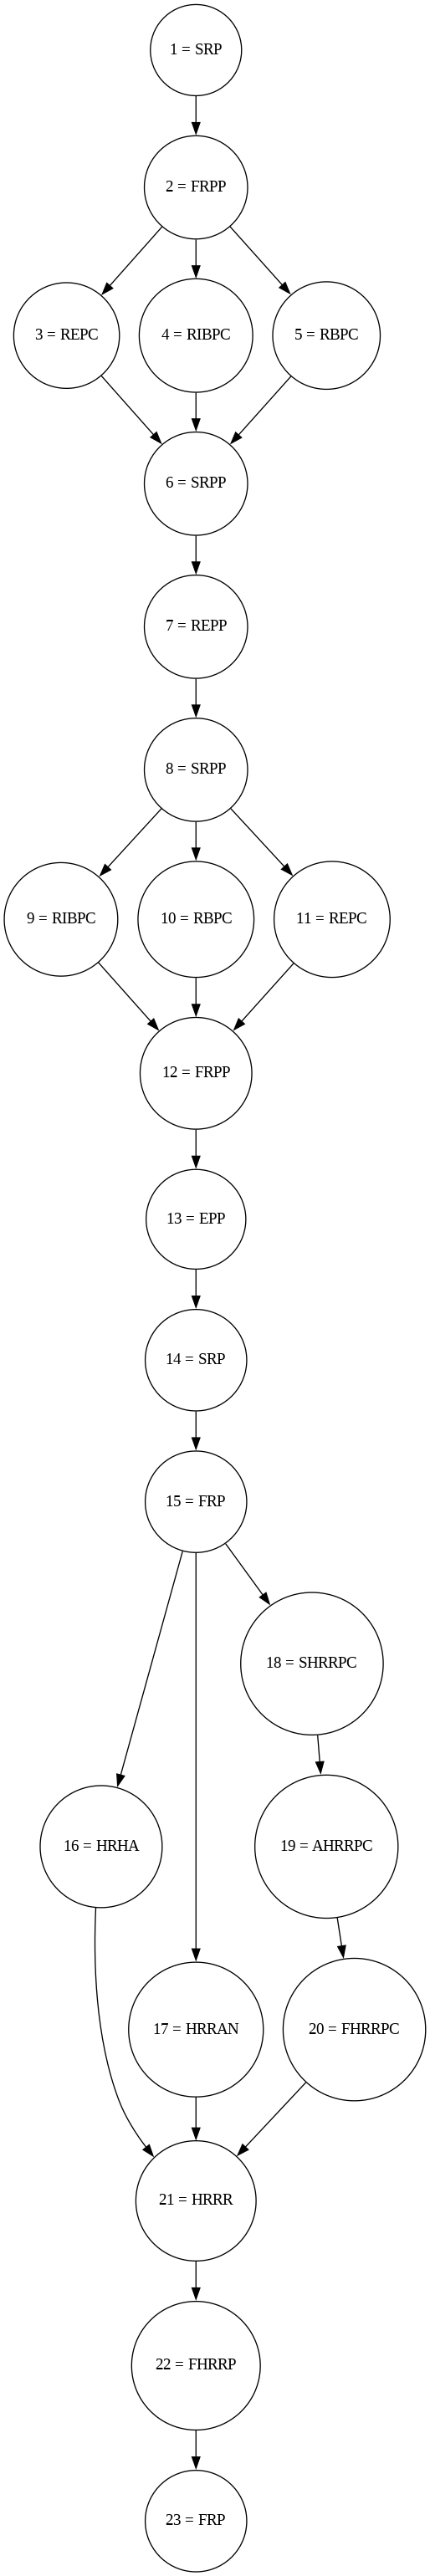 1 = SRP
2 = FRPP
3 = REPC
4 = RIBPC
5 = RBPC
6 = SRPP
7 = REPP
8 = SRPP
9 = RIBPC
10 = RBPC
11 = REPC
12 = FRPP
13 = EPP
14 = SRP
15 = FRP
18 = SHRRPC
16 = HRHA
19 = AHRRPC
17 = HRRAN
20 = FHRRPC
21 = HRRR
22 = FHRRP
23 = FRP